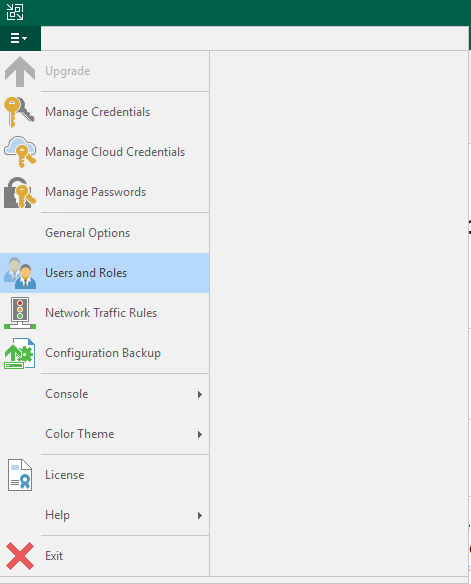 Upgrade
Manage Credentials
Manage Cloud Credentials
Manage Passwords
General Options
Users and Roles
Network Traffic Rules
Configuration Backup
Console
Color Theme
License
Help
Exit